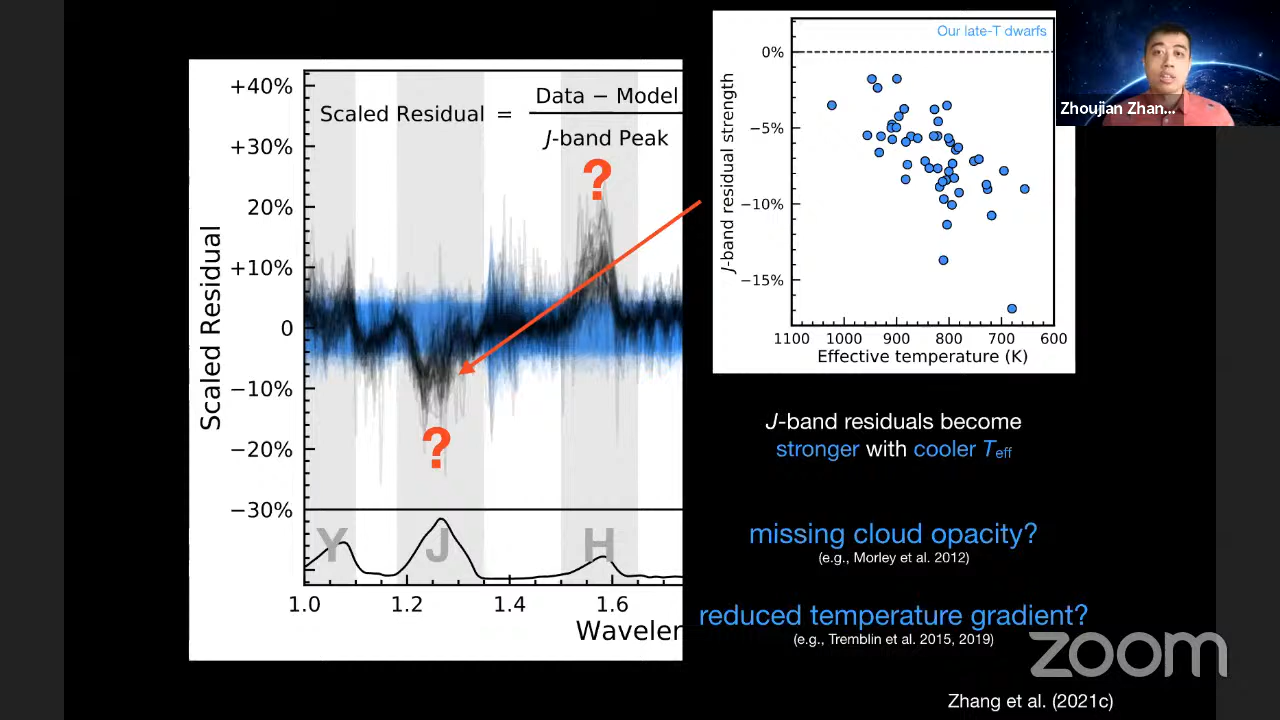 +40%
+30%
20%
+10%
0
−10%
−20%
−30%
Scaled Residual
Scaled Residual =
Data − Model
J-band Peak
?
?
Y
J
H
1.0
1.2
1.4
1.6
Waveler
Our late-T dwarfs
0%
−5%
−10%
−15%
J-band residual strength
1100
1000
900
800
700
600
Effective temperature (K)
Zhoujian Zhan...
J-band residuals become
stronger with cooler Teff
missing cloud opacity?
(e.g., Morley et al. 2012)
reduced temperature gradient?
(e.g., Tremblin et al. 2015, 2019)
zoom
Zhang et al. (2021c)